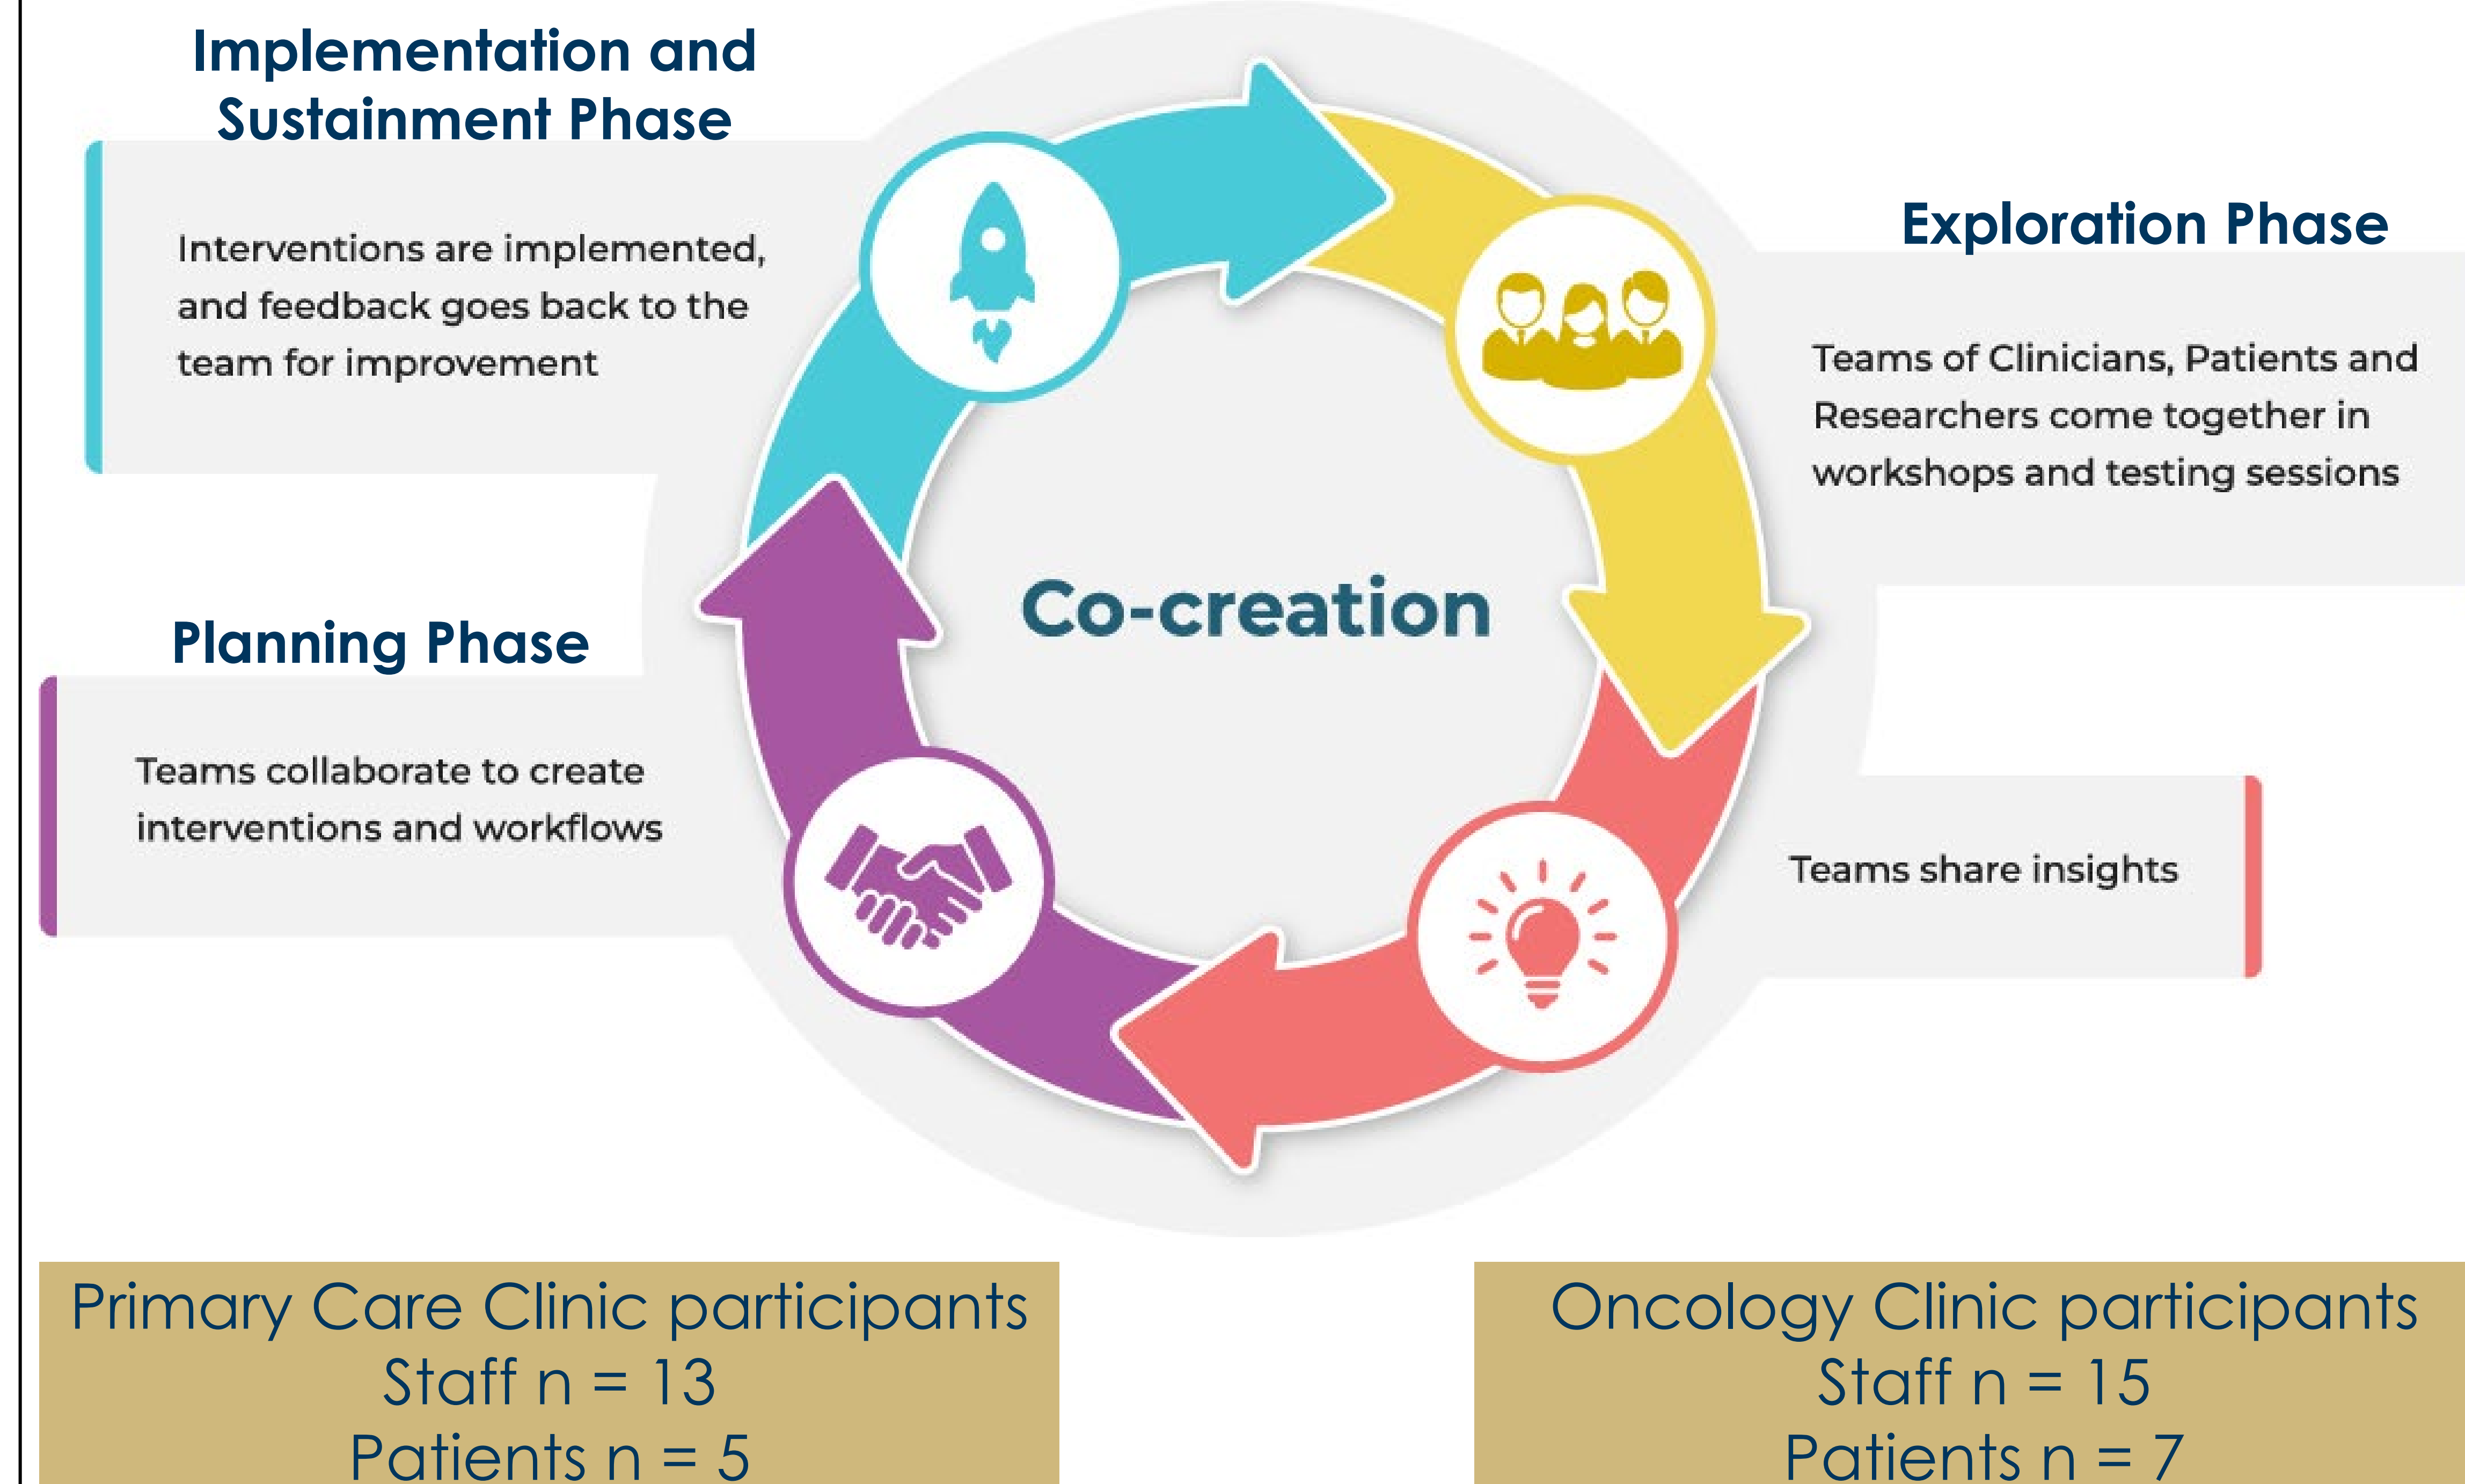 Implementation and
Sustainment Phase
Interventions are implemented,
and feedback goes back to the
team for improvement
Exploration Phase
Teams of Clinicians, Patients and
Researchers come together in
workshops and testing sessions
Co-creation
Planning Phase
Teams collaborate to create
interventions and workflows
Teams share insights
Primary Care Clinic participants
Staff n = 13
Patients n = 5
Oncology Clinic participants
Staff n = 15
Patients n = 7